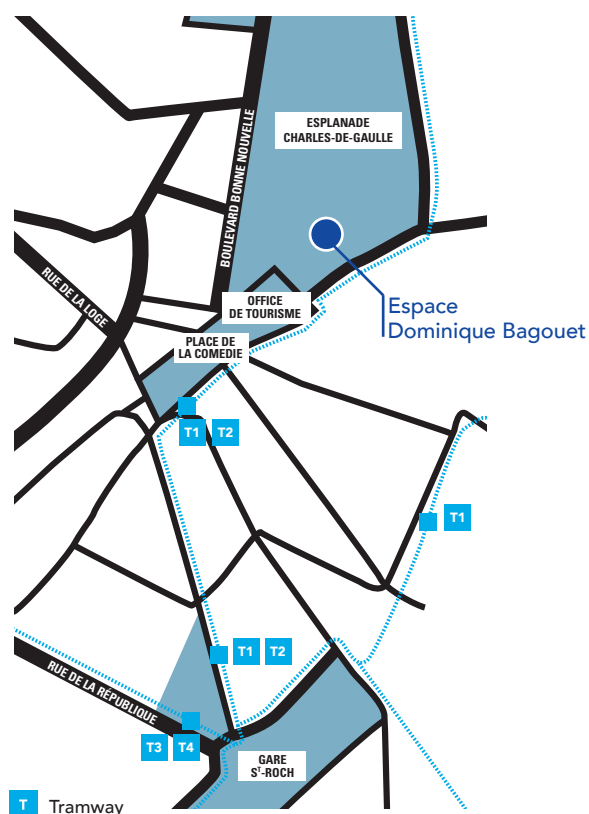 ESPLANADE
CHARLES-DE-GAULLE
BOULEVARD BONNE NOUVELLE
RUE DE LA LOGE
OFFICE
DE TOURISME
Espace
Dominique Bagouet
PLACE DE
LA COMEDIE
T1 T2
T1
T1 T2
RUE DE LA RÉPUBLIQUE
T3 T4
GARE
Sᵀ-ROCH
T Tramway